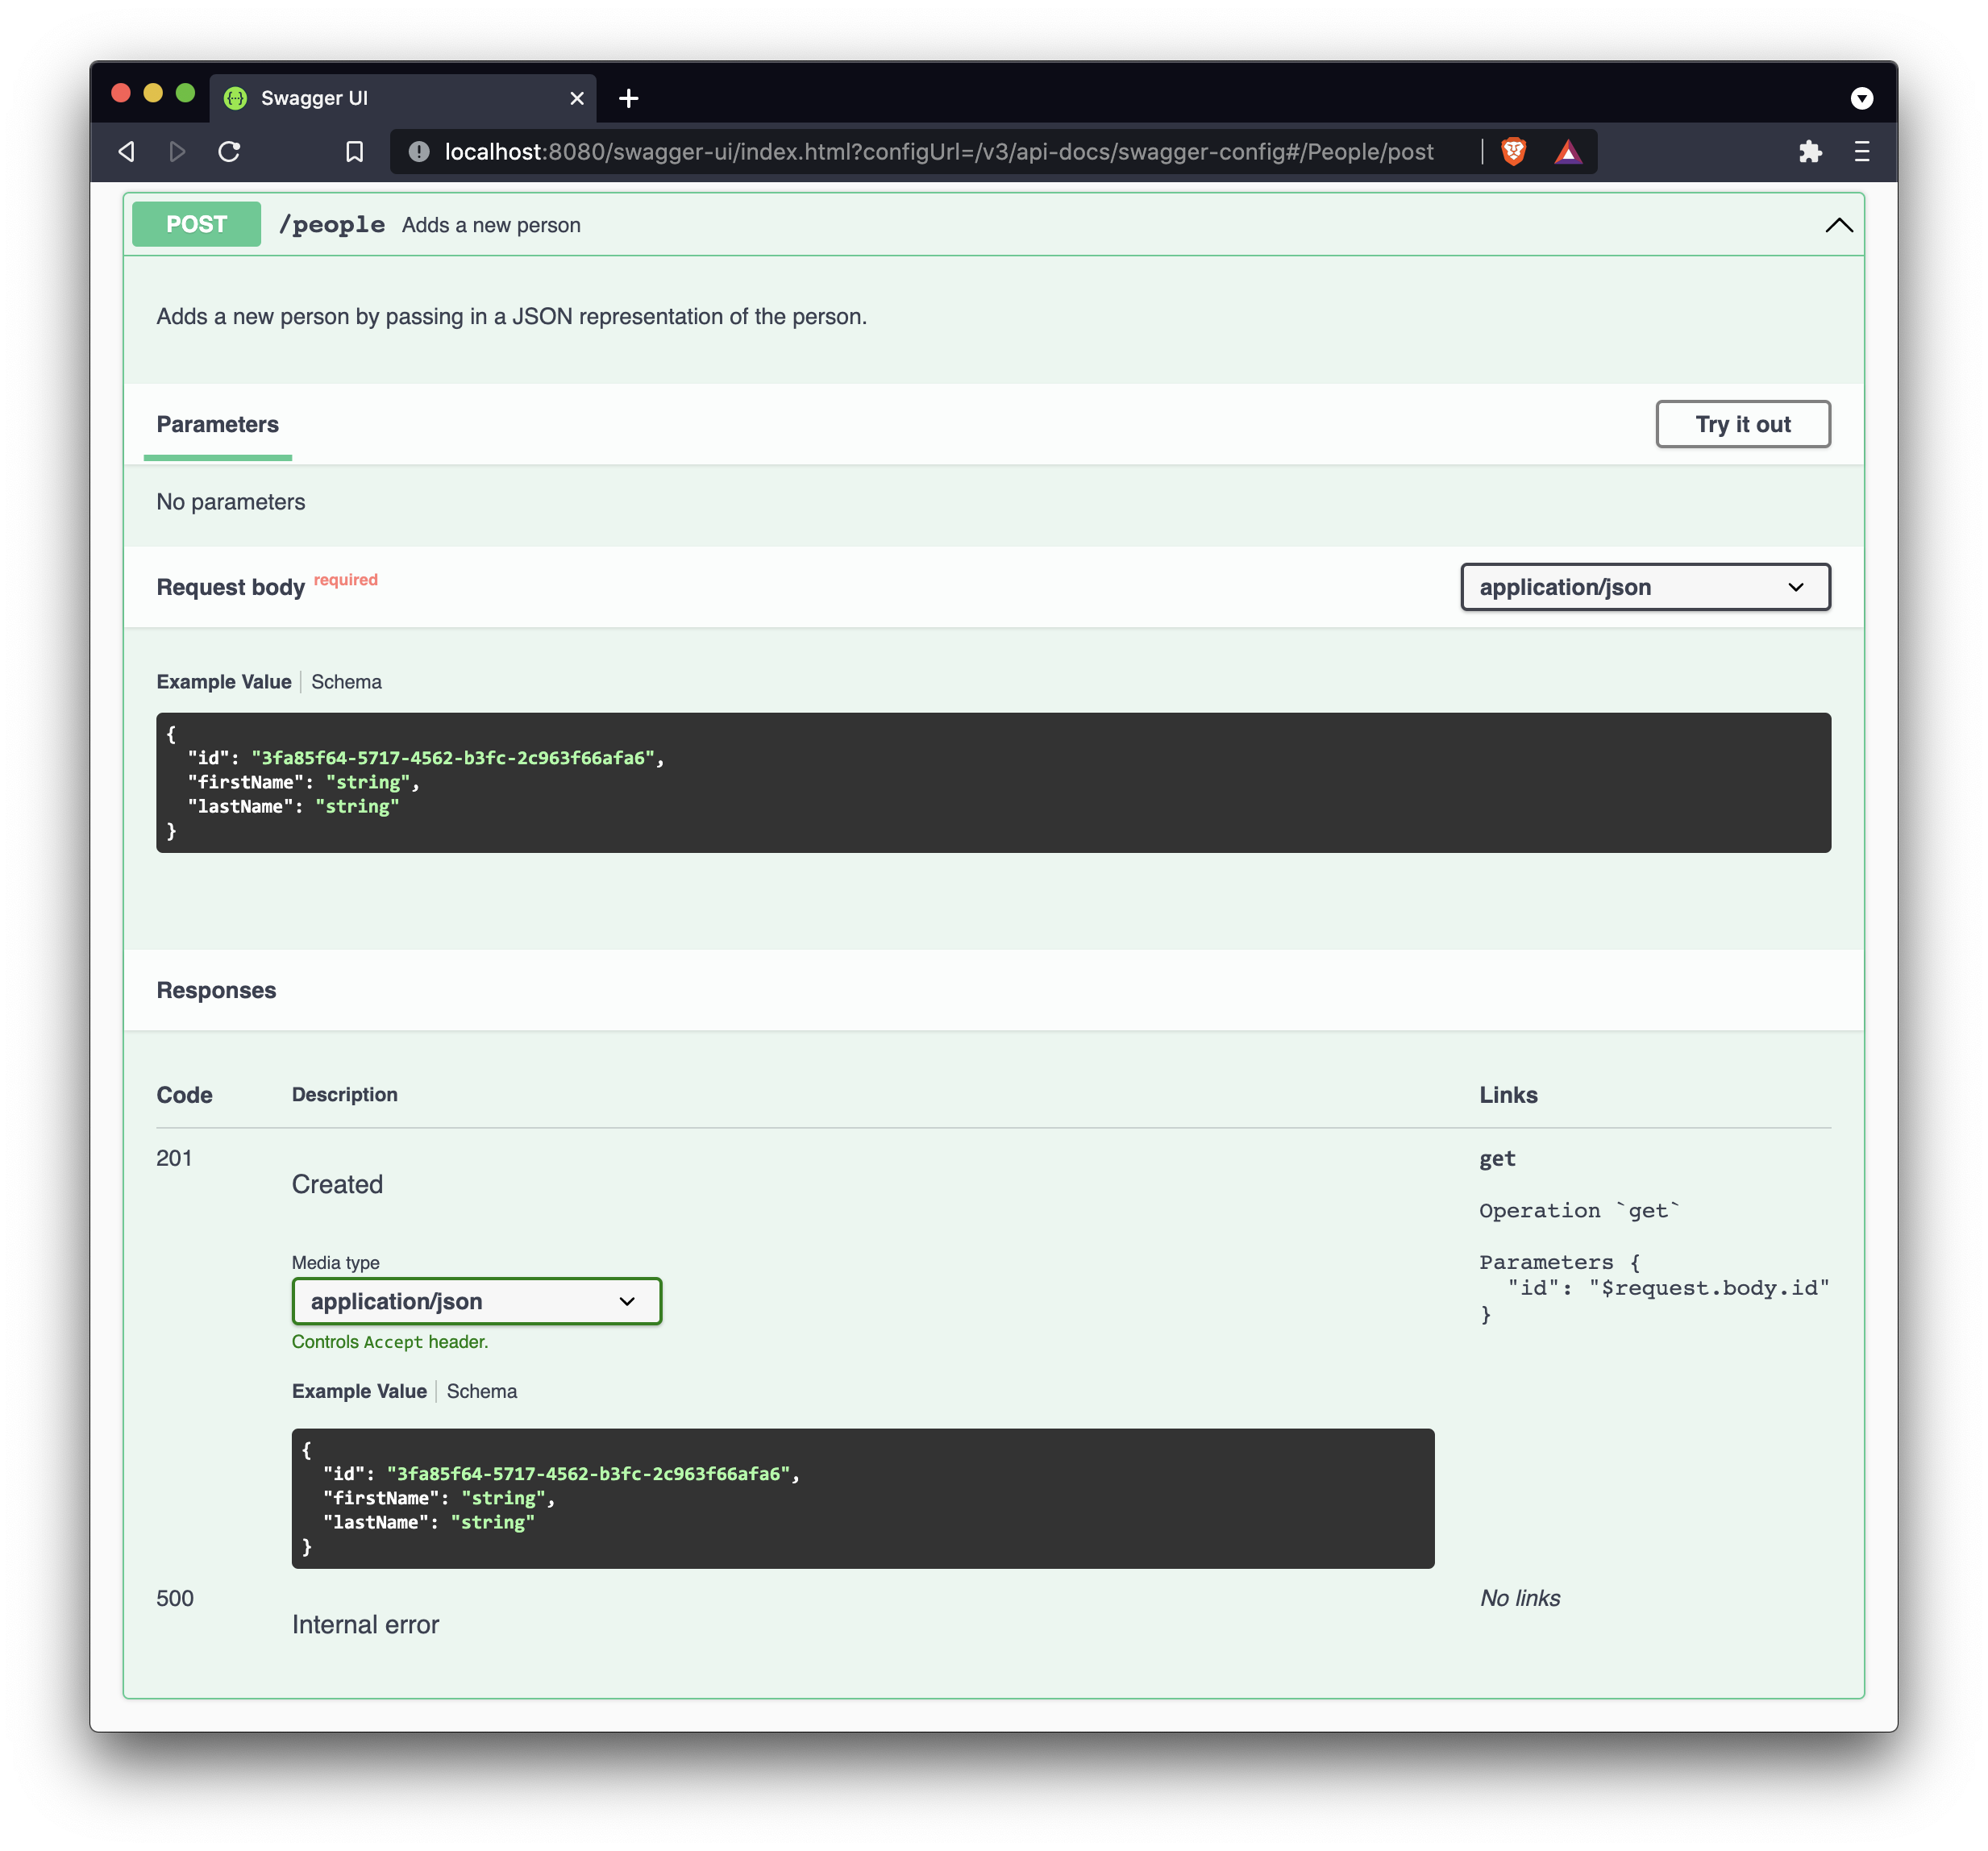 Swagger UI
localhost:8080/swagger-ui/index.html?configUrl=/v3/api-docs/swagger-config#/People/post
POST /people Adds a new person
Adds a new person by passing in a JSON representation of the person.
Parameters
Try it out
No parameters
Request body required
application/json
Example Value | Schema
{
  "id": "3fa85f64-5717-4562-b3fc-2c963f66afa6",
  "firstName": "string",
  "lastName": "string"
}
Responses
Code Description Links
201
Created
Media type
application/json
Controls Accept header.
Example Value | Schema
{
  "id": "3fa85f64-5717-4562-b3fc-2c963f66afa6",
  "firstName": "string",
  "lastName": "string"
}
get
Operation `get`
Parameters {
  "id": "$request.body.id"
}
500
Internal error
No links